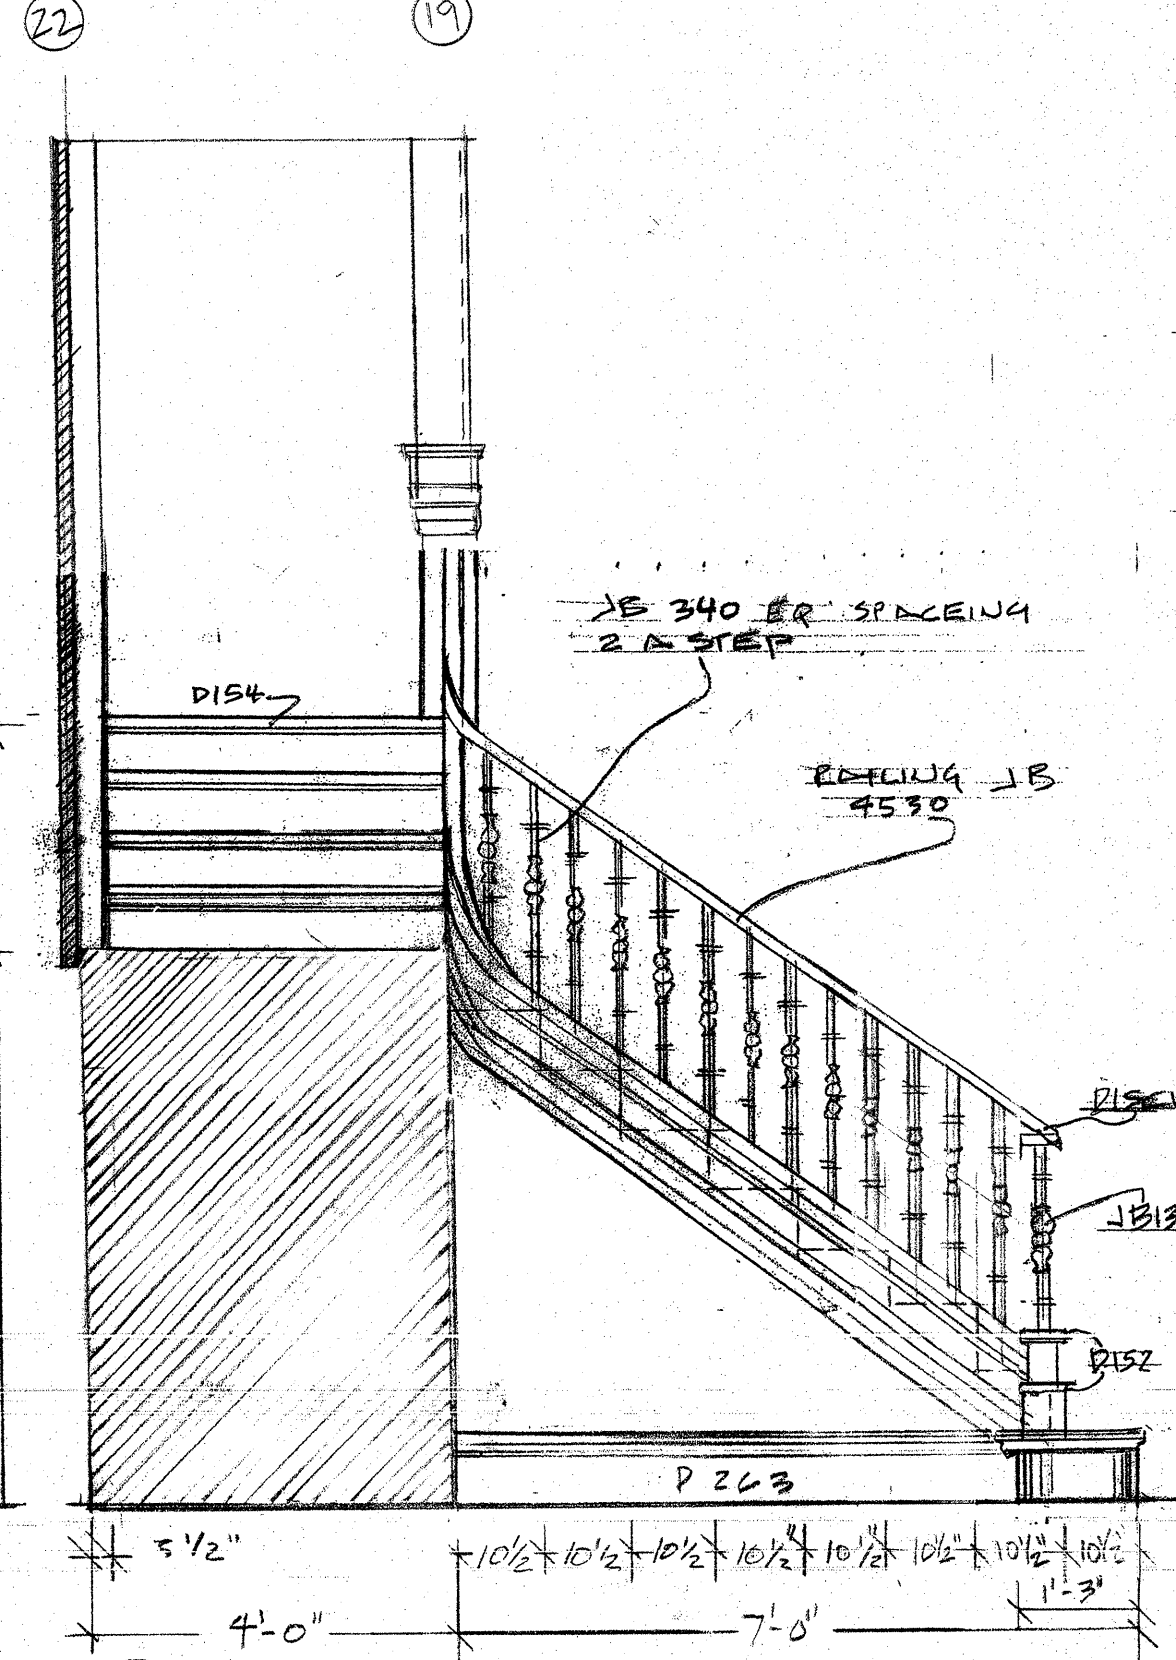 22
19
JB 340 EQ SPACEING
2 A STEP
D154
RAILING JB
4530
JB13
D152
D 263
5 1/2"
10 1/2 10 1/2 10 1/2 10 1/2" 10 1/2" 10 1/2" 10 1/2" 10 1/2"
1'-3"
4'-0" 7'-0"